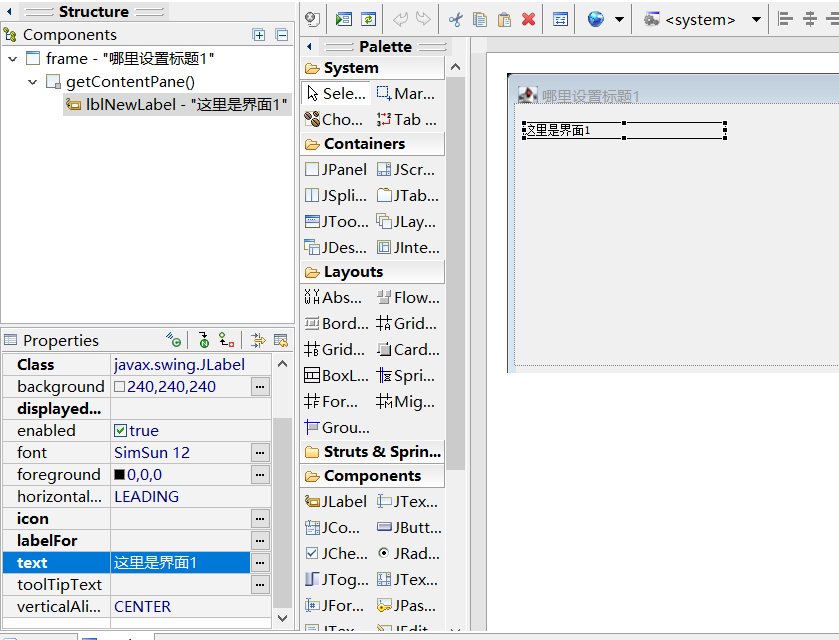 Structure
Components
frame - "哪里设置标题1"
getContentPane()
lblNewLabel - "这里是界面1"
Properties
Class javax.swing.JLabel
background 240,240,240 ...
displayed...
enabled true
font SimSun 12 ...
foreground 0,0,0 ...
horizontal... LEADING
icon ...
labelFor ...
text 这里是界面1 ...
toolTipText ...
verticalAli... CENTER
<system>
Palette
System
Sele... Mar...
Cho... Tab ...
Containers
JPanel JScr...
JSpli... JTab...
JToo... JLay...
JDes... JInte...
Layouts
Abs... Flow...
Bord... Grid...
Grid... Card...
BoxL... Spri...
For... Mig...
Grou...
Struts & Sprin...
Components
JLabel JTex...
JCo... JButt...
JChe... JRad...
JTog... JTex...
JFor... JPas...
哪里设置标题1
这里是界面1